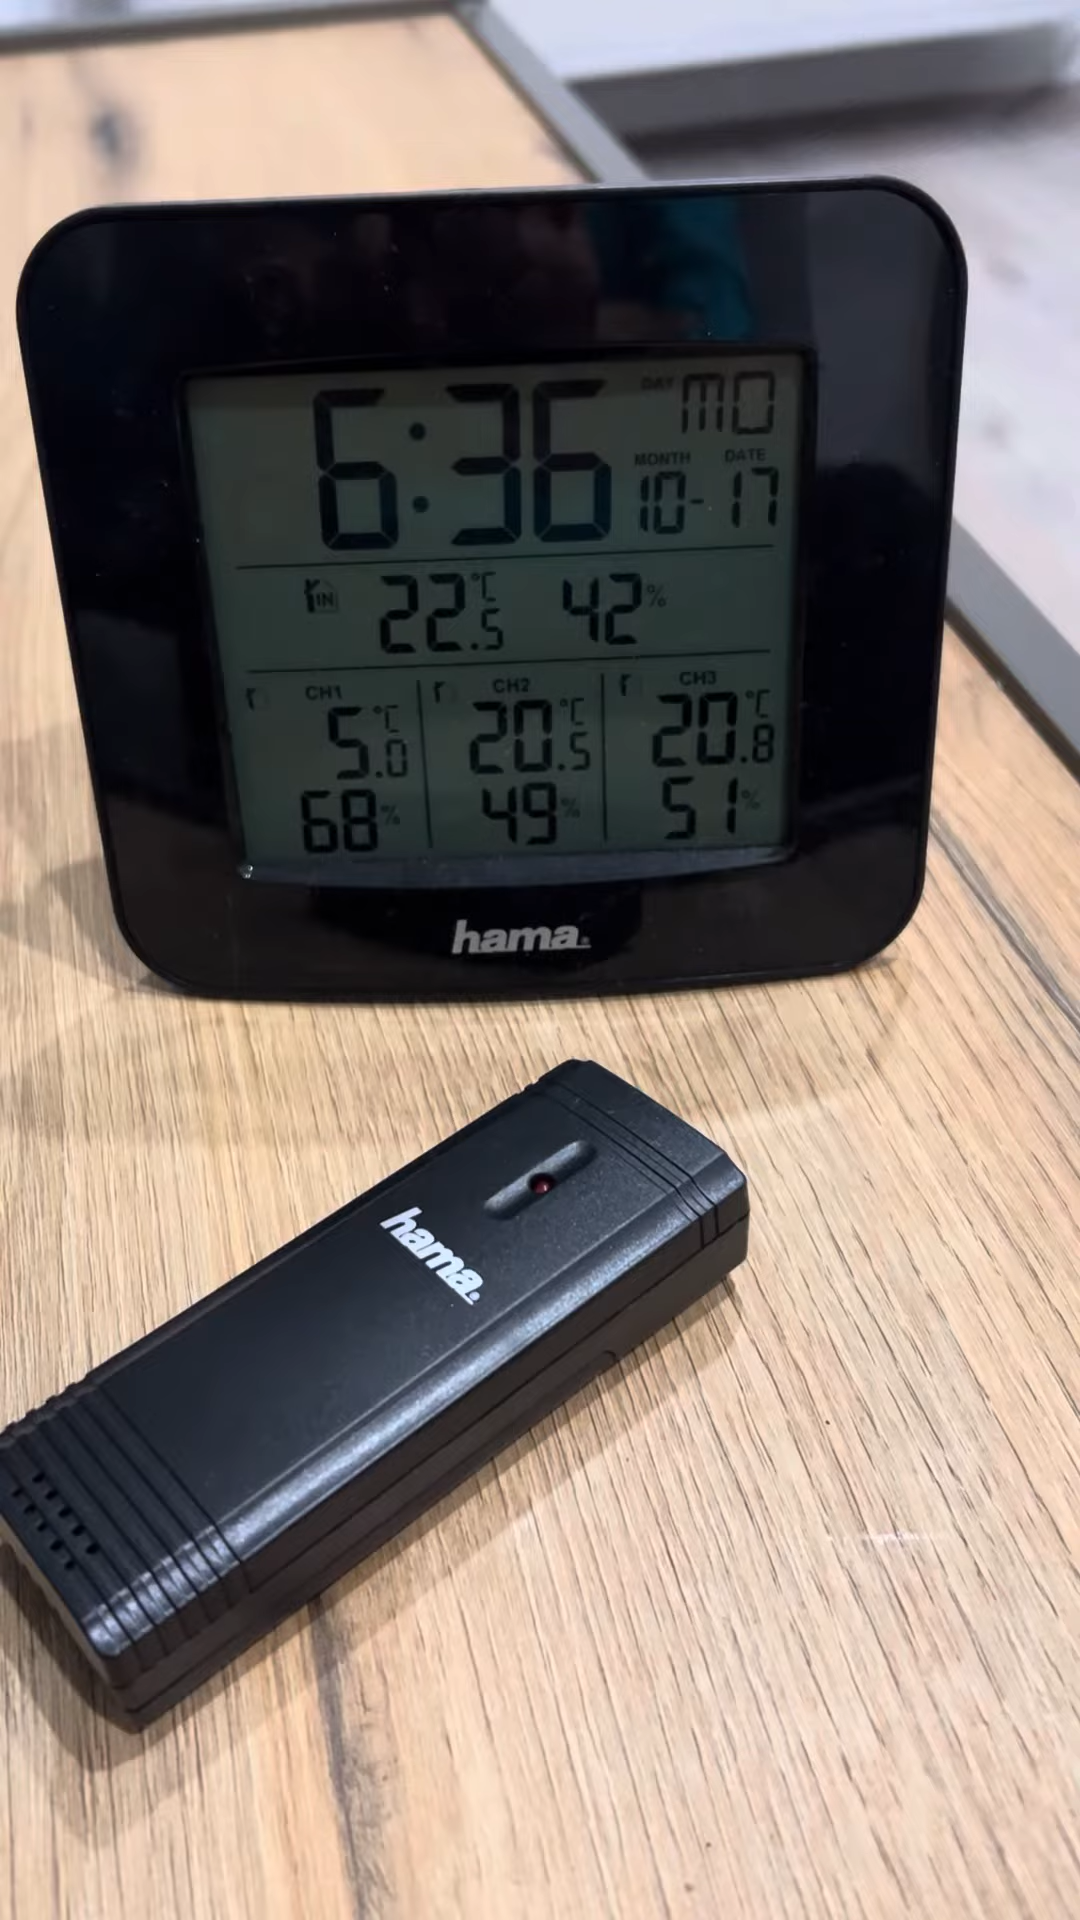 6:36 DAY MO
MONTH DATE
10-17
IN 22.5°C 42%
CH1 CH2 CH3
5.0°C 20.5°C 20.8°C
68% 49% 51%
hama.
hama.